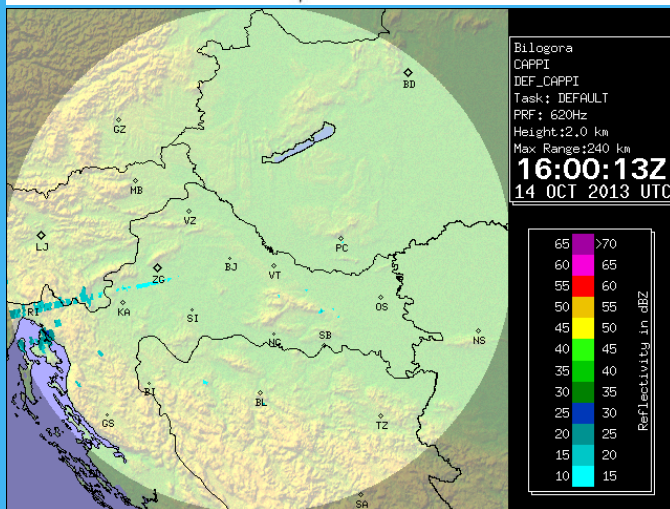 Bilogora
CAPPI
DEF_CAPPI
Task: DEFAULT
PRF: 620Hz
Height:2.0 km
Max Range:240 km
16:00:13Z
14 OCT 2013 UTC
BD
GZ
MB
VZ
LJ
PC
BJ
VT
ZG
RI
KA
SI
OS
NG
SB
NS
BI
BL
GS
TZ
SA
65 >70
60 65
55 60
50 55
45 50
40 45
35 40
30 35
25 30
20 25
15 20
10 15
Reflectivity in dBZ